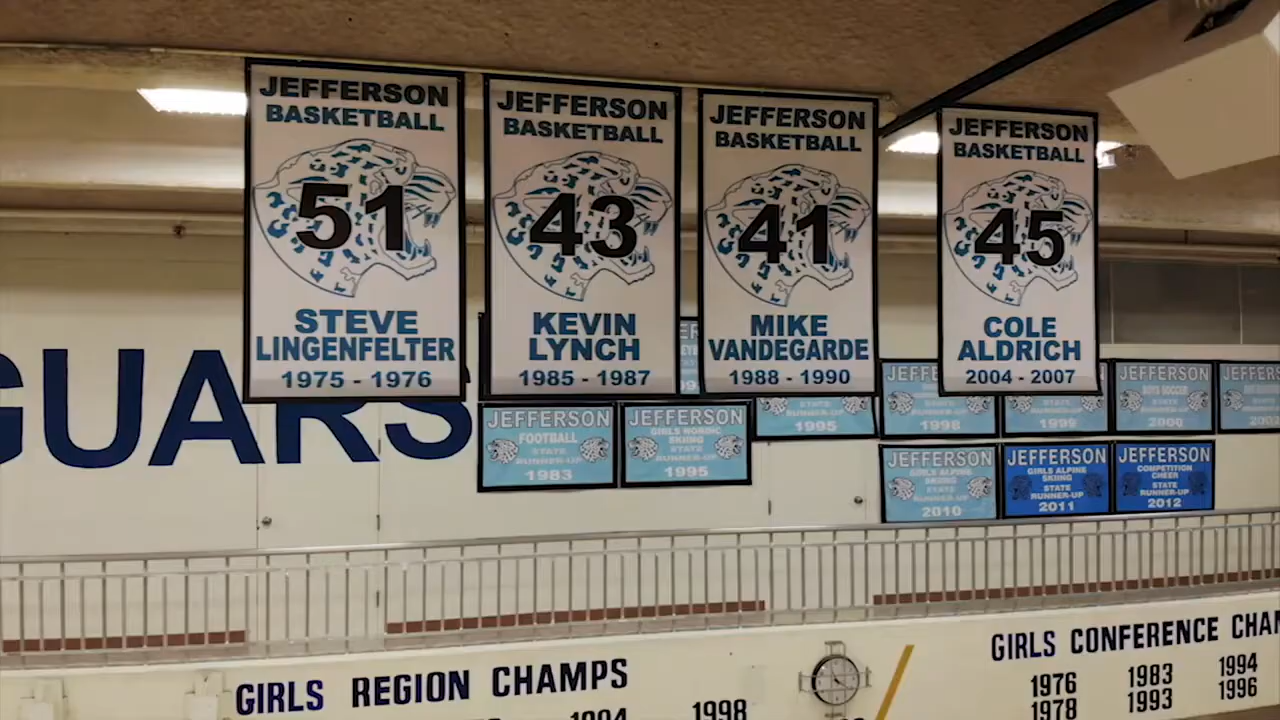 JEFFERSON
BASKETBALL
51
STEVE
LINGENFELTER
1975 - 1976
JEFFERSON
BASKETBALL
43
KEVIN
LYNCH
1985 - 1987
JEFFERSON
BASKETBALL
41
MIKE
VANDEGARDE
1988 - 1990
JEFFERSON
BASKETBALL
45
COLE
ALDRICH
2004 - 2007
GUARS
JEFFERSON
FOOTBALL
STATE
RUNNER-UP
1983
JEFFERSON
GIRLS NORDIC
SKIING
STATE
RUNNER-UP
1995
STATE
RUNNER-UP
1995
JEFFE
STATE
RUNNER-UP
1998
STATE
RUNNER-UP
1999
JEFFERSON
BOYS SOCCER
STATE
RUNNER-UP
2000
JEFFERSON
STATE
JEFFERSON
GIRLS ALPINE
SKIING
STATE
RUNNER-UP
2010
JEFFERSON
GIRLS ALPINE
SKIING
STATE
RUNNER-UP
2011
JEFFERSON
COMPETITION
CHEER
STATE
RUNNER-UP
2012
GIRLS REGION CHAMPS
1994 1998
GIRLS CONFERENCE CHAM
1976 1983 1994
1978 1993 1996